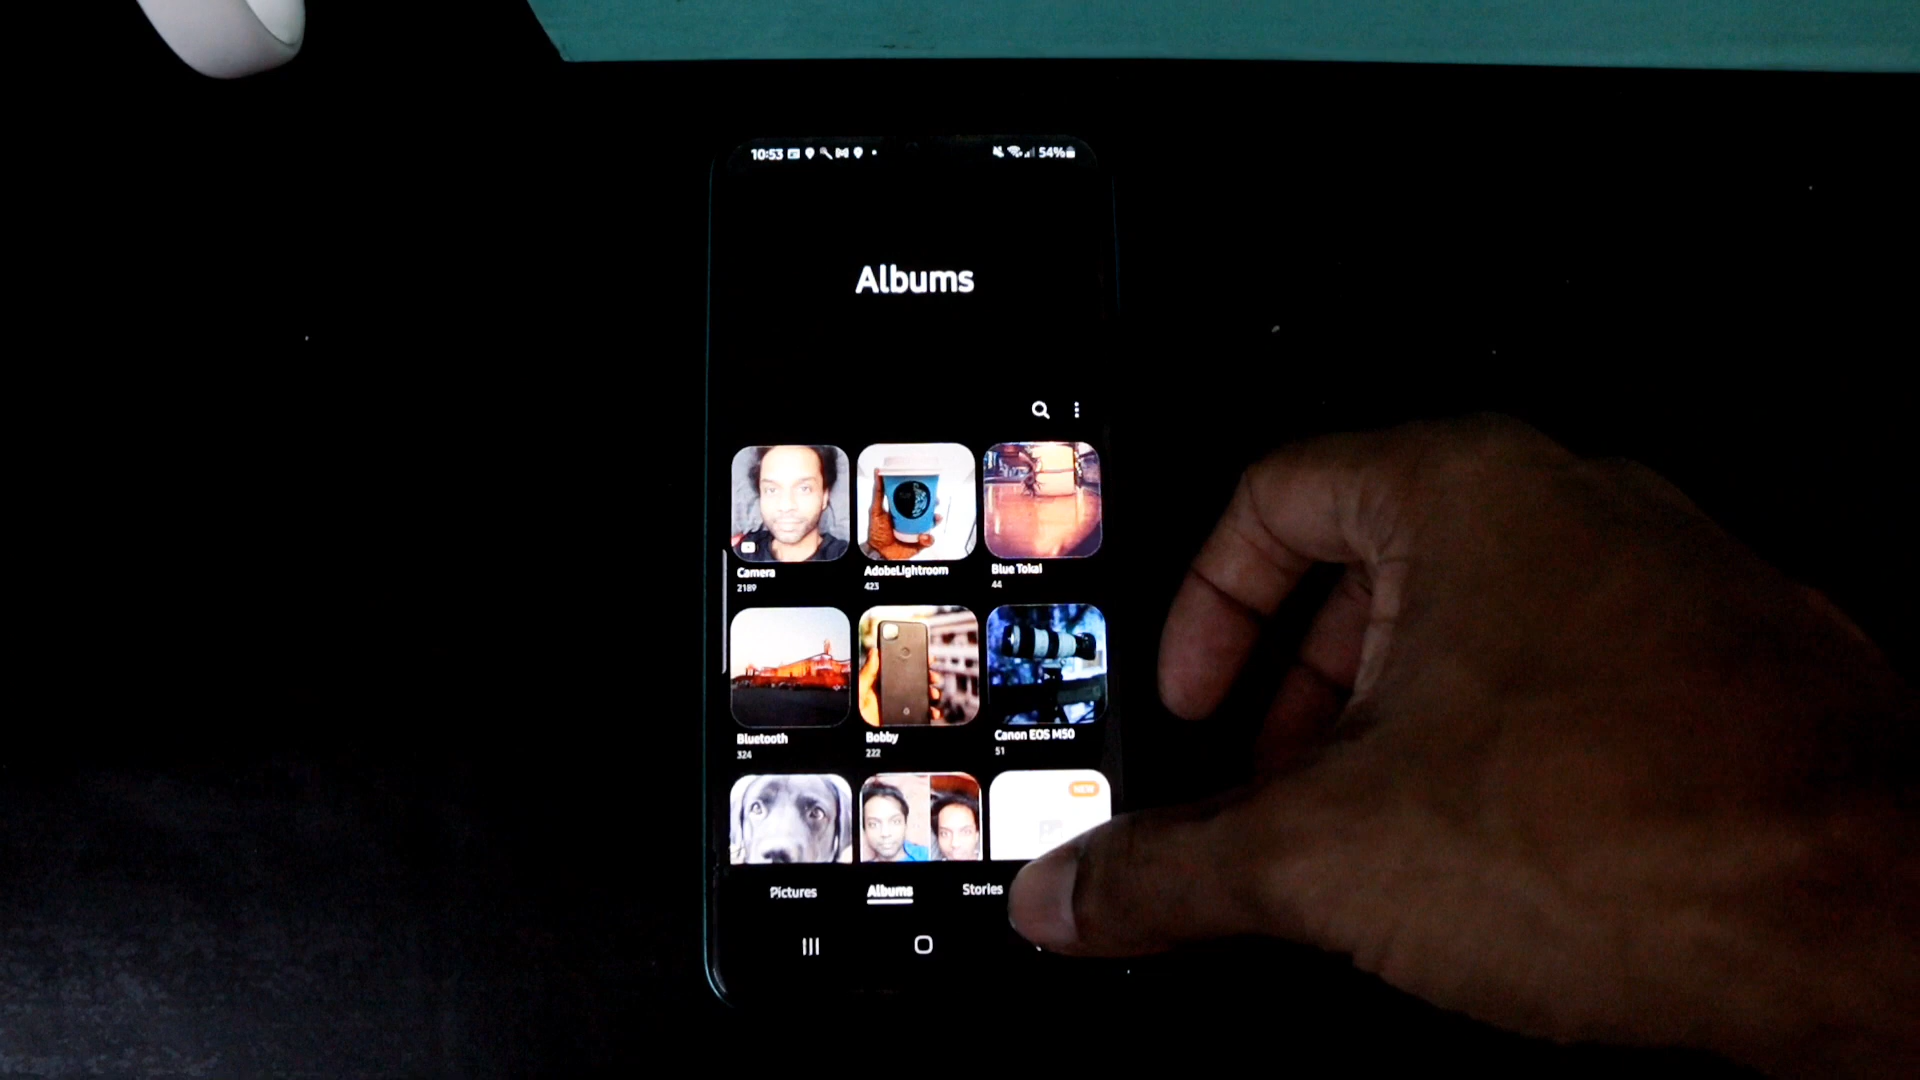 10:53
54%
Albums
Camera
2189
AdobeLightroom
423
Blue Tokai
44
Bluetooth
324
Bobby
222
Canon EOS M50
51
NEW
Pictures
Albums
Stories